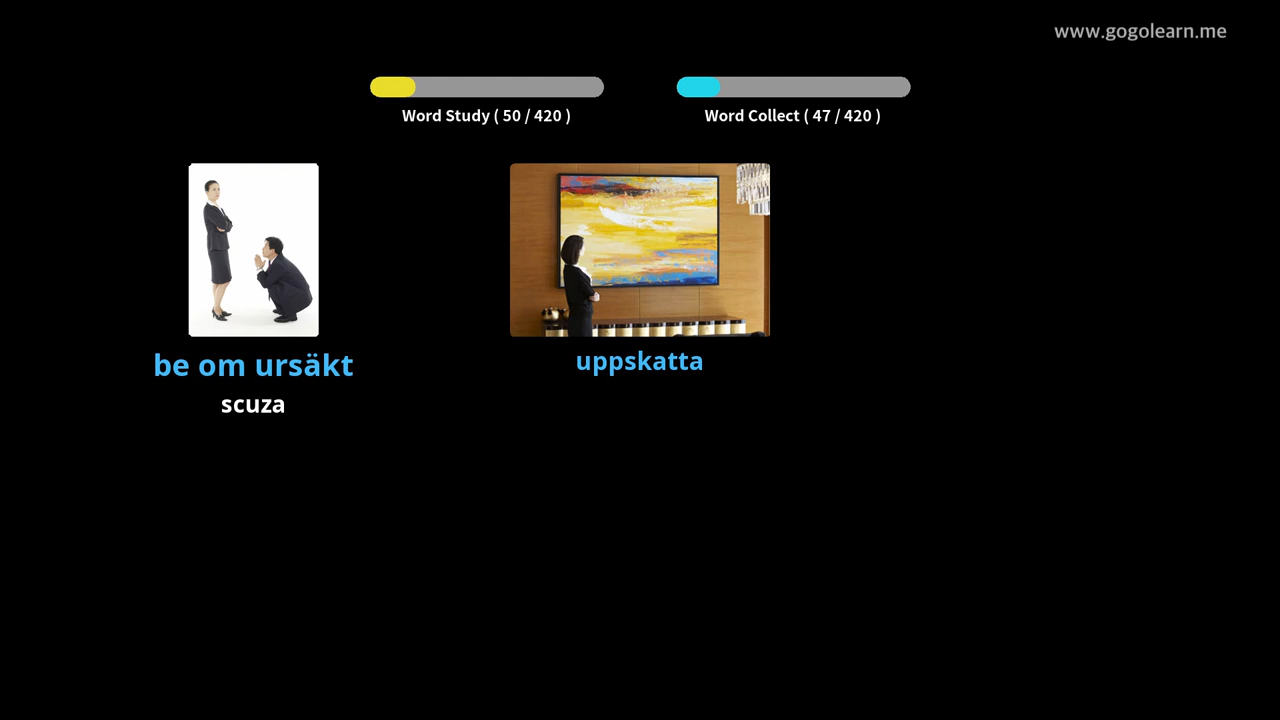 www.gogolearn.me
Word Study ( 50 / 420 )
Word Collect ( 47 / 420 )
be om ursäkt
scuza
uppskatta